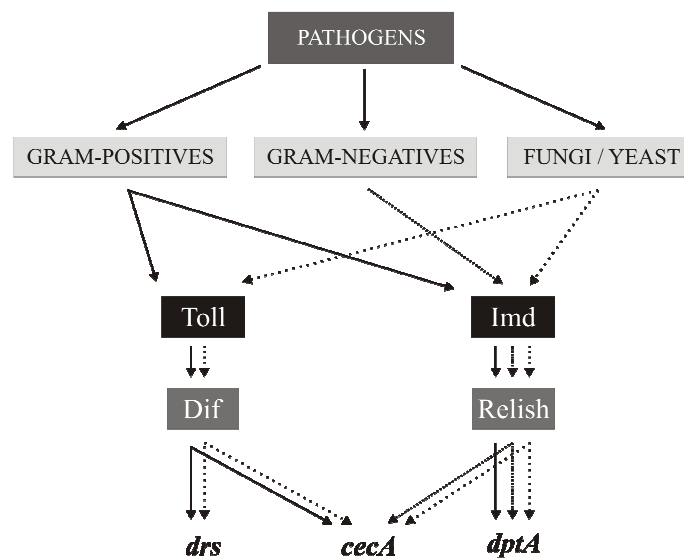 PATHOGENS
GRAM-POSITIVES GRAM-NEGATIVES FUNGI / YEAST
Toll Imd
Dif Relish
drs cecA dptA